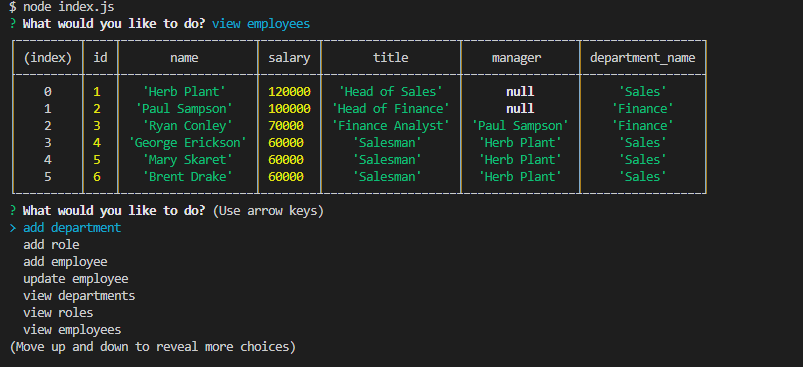 $ node index.js
? What would you like to do? view employees
(index) id name salary title manager department_name
0 1 'Herb Plant' 120000 'Head of Sales' null 'Sales'
1 2 'Paul Sampson' 100000 'Head of Finance' null 'Finance'
2 3 'Ryan Conley' 70000 'Finance Analyst' 'Paul Sampson' 'Finance'
3 4 'George Erickson' 60000 'Salesman' 'Herb Plant' 'Sales'
4 5 'Mary Skaret' 60000 'Salesman' 'Herb Plant' 'Sales'
5 6 'Brent Drake' 60000 'Salesman' 'Herb Plant' 'Sales'
? What would you like to do? (Use arrow keys)
> add department
add role
add employee
update employee
view departments
view roles
view employees
(Move up and down to reveal more choices)